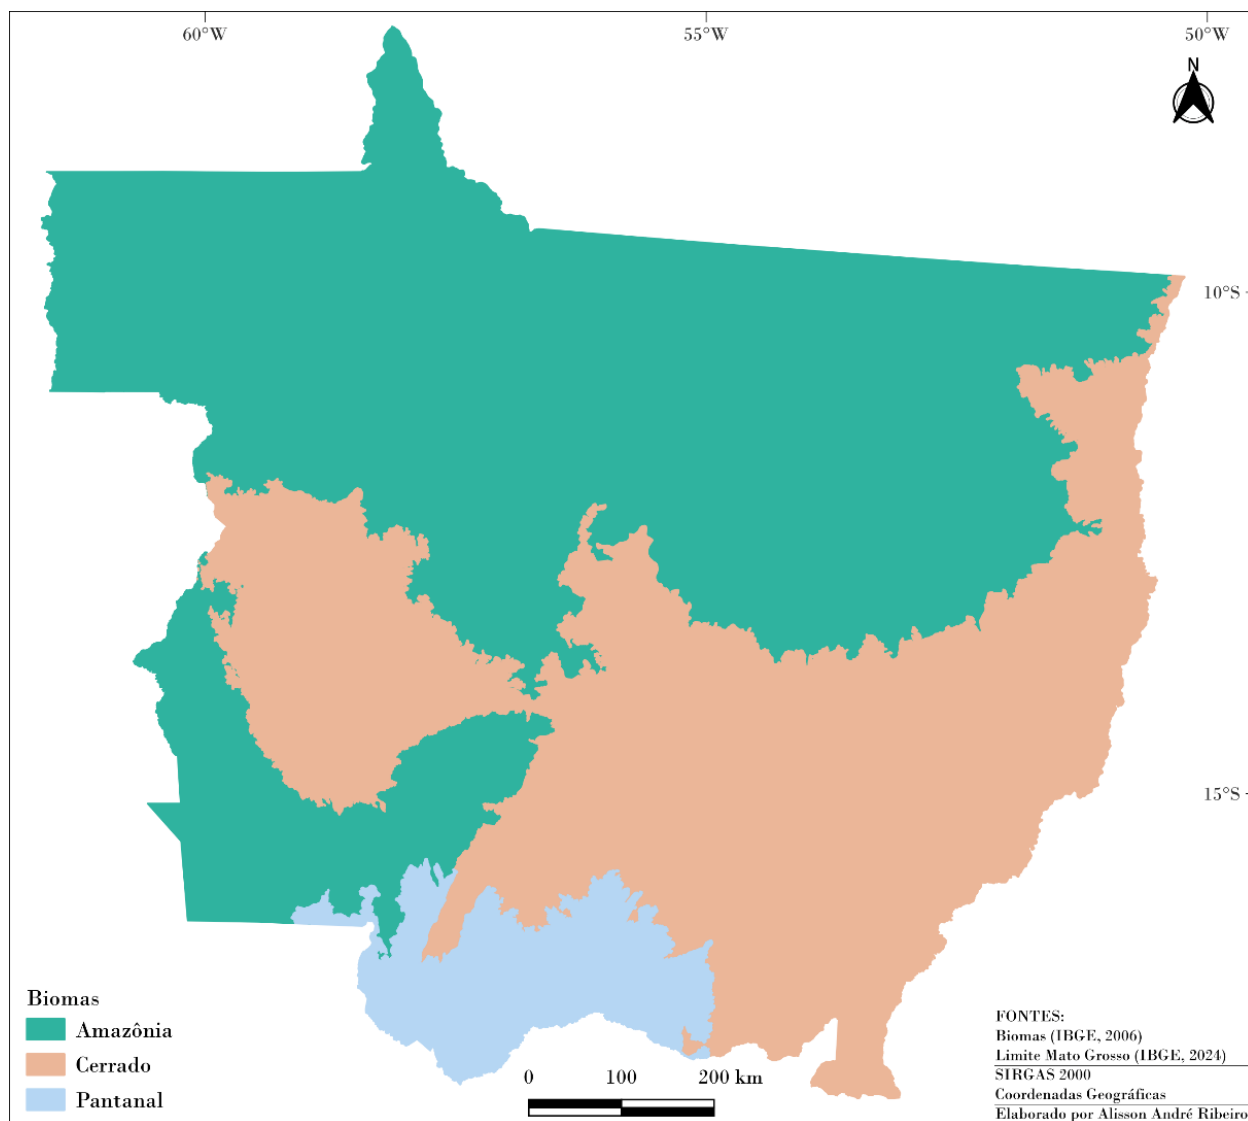 60°W
55°W
50°W
N
10°S
15°S
Biomas
Amazônia
Cerrado
Pantanal
0 100 200 km
FONTES:
Biomas (IBGE, 2006)
Limite Mato Grosso (IBGE, 2024)
SIRGAS 2000
Coordenadas Geográficas
Elaborado por Alisson André Ribeiro